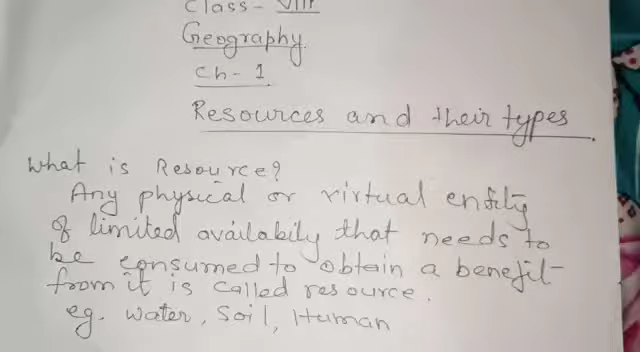 Class - VIII
Geography.
Ch - 1
Resources and their types.
What is Resource?
Any physical or virtual entity
of limited availabily that needs to
be consumed to obtain a benefit
from it is called resource.
eg. water, Soil, Human